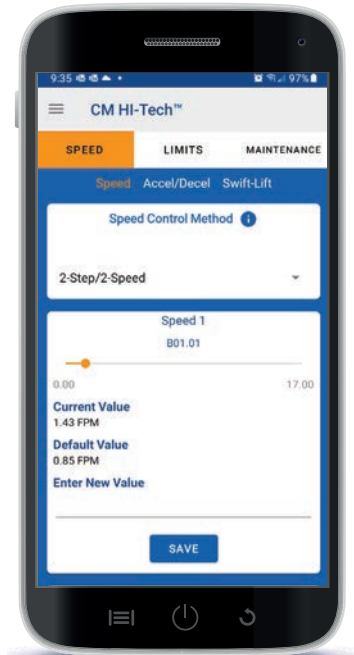 9:35 97%
CM HI-Tech™
SPEED LIMITS MAINTENANCE
Speed Accel/Decel Swift-Lift
Speed Control Method i
2-Step/2-Speed
Speed 1
B01.01
0.00 17.00
Current Value
1.43 FPM
Default Value
0.85 FPM
Enter New Value
SAVE